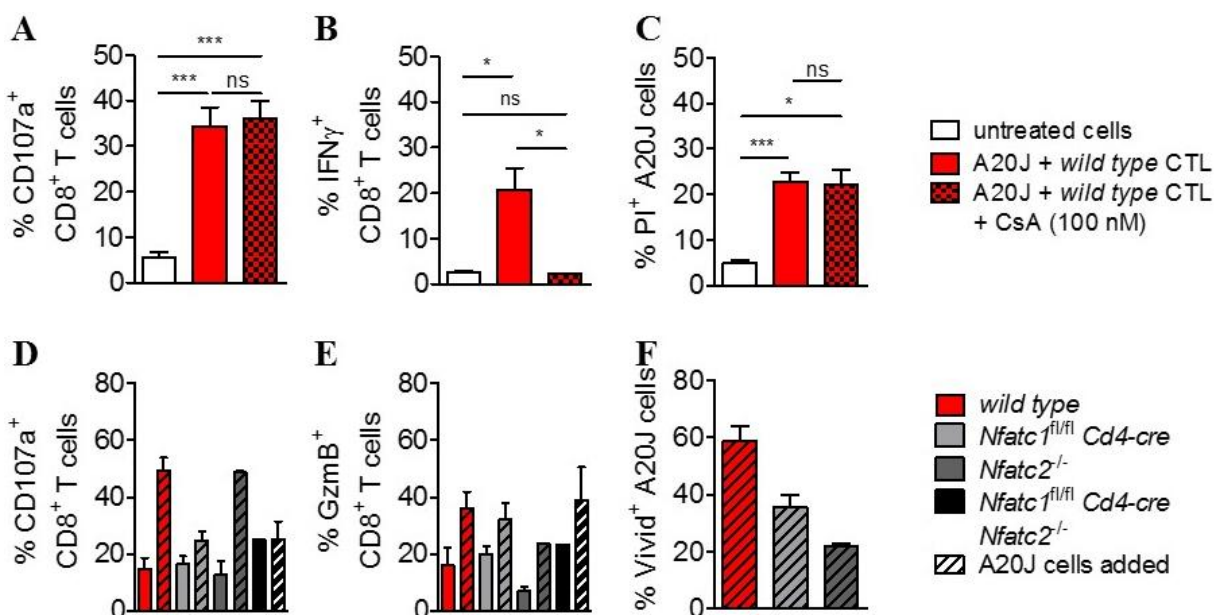 A
% CD107a⁺
CD8⁺ T cells
50
40
30
20
10
0
***
***
ns
B
% IFNγ⁺
CD8⁺ T cells
50
40
30
20
10
0
*
ns
*
C
% PI⁺ A20J cells
50
40
30
20
10
0
ns
*
***
untreated cells
A20J + wild type CTL
A20J + wild type CTL
+ CsA (100 nM)
D
% CD107a⁺
CD8⁺ T cells
80
60
40
20
0
E
% GzmB⁺
CD8⁺ T cells
80
60
40
20
0
F
% Vivid⁺ A20J cells
80
60
40
20
0
wild type
Nfatc1fl/fl Cd4-cre
Nfatc2-/-
Nfatc1fl/fl Cd4-cre
Nfatc2-/-
A20J cells added